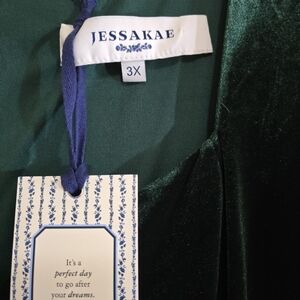 JESSAKAE
3X
It's a
perfect day
to go after
your dreams.